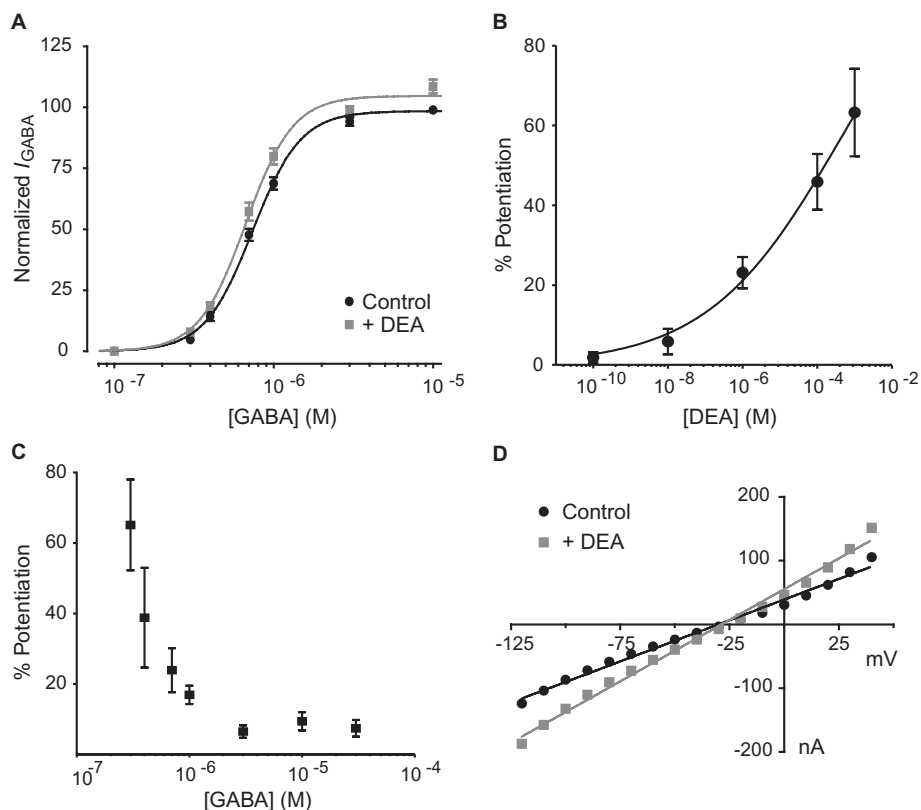 A
125
100
75
50
25
0
Normalized I_GABA
Control
+ DEA
10^-7
10^-6
10^-5
[GABA] (M)
B
80
60
40
20
0
% Potentiation
10^-10
10^-8
10^-6
10^-4
10^-2
[DEA] (M)
C
80
60
40
20
% Potentiation
10^-7
10^-6
10^-5
10^-4
[GABA] (M)
D
Control
+ DEA
200
100
-125
-75
-25
25
mV
-100
-200
nA